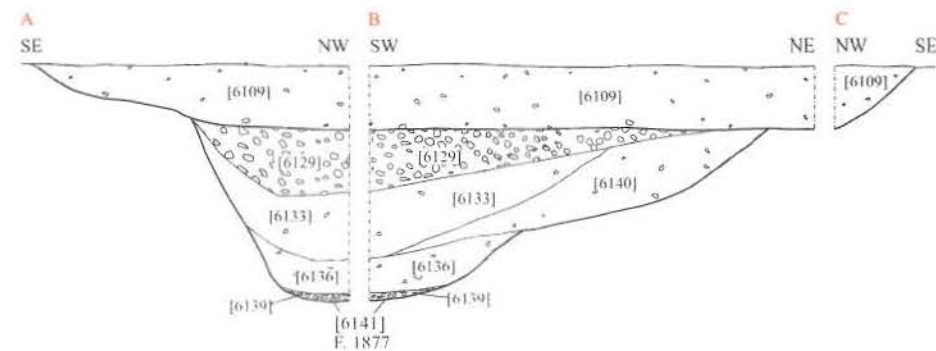 A B C
SE NW SW NE NW SE
[6109] [6109] [6109]
[6129] [6129]
[6140]
[6133] [6133]
[6136] [6136]
[6139] [6139]
[6141]
F. 1877